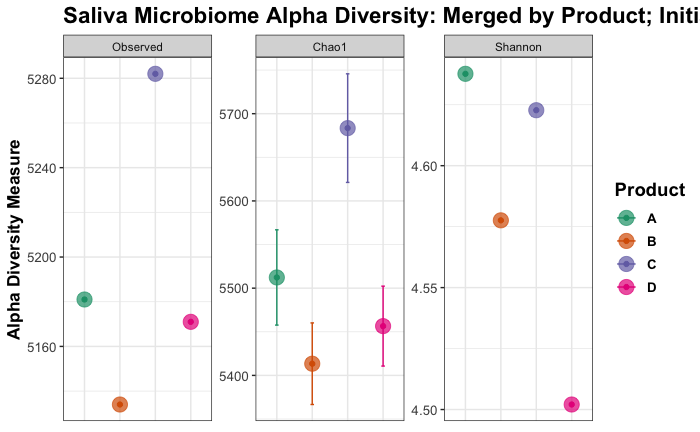 Saliva Microbiome Alpha Diversity: Merged by Product; Initi
Observed
Chao1
Shannon
Alpha Diversity Measure
5280
5240
5200
5160
5700
5600
5500
5400
4.60
4.55
4.50
Product
A
B
C
D